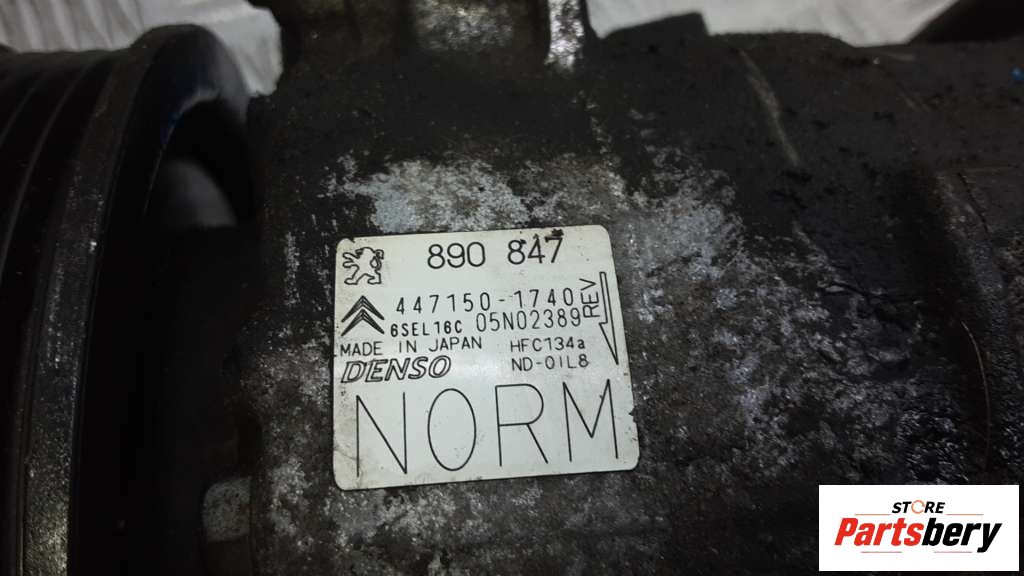 890 847
447150-1740
6SEL16C 05N02389
REV
MADE IN JAPAN HFC134a
DENSO ND-OIL8
NORM
STORE
Partsbery